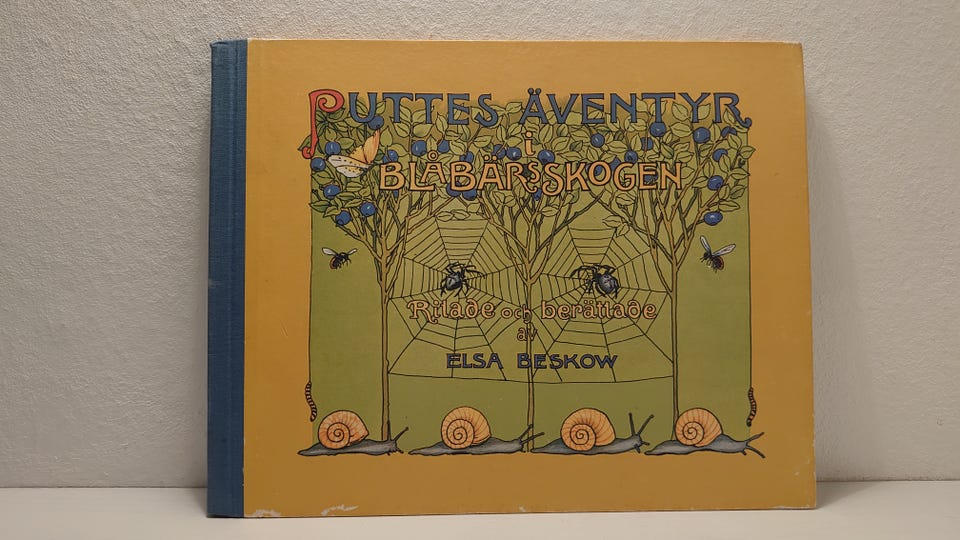 PUTTES ÄVENTYR
i
BLÅBÄRSSKOGEN
Ritade och berättade
av
ELSA BESKOW